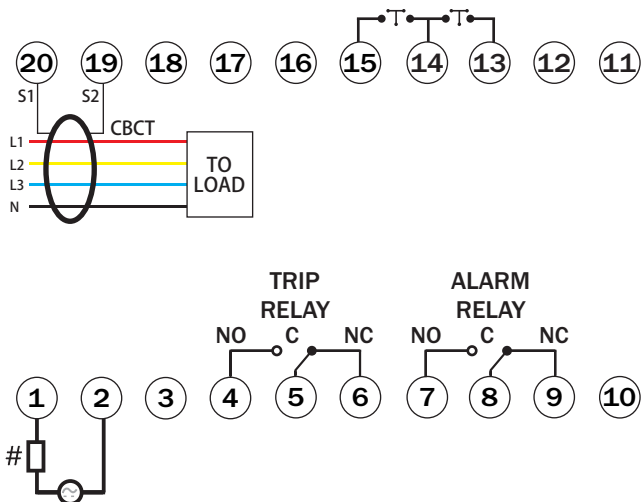 20 19 18 17 16 15 14 13 12 11
S1 S2
CBCT
L1
L2
L3
N
TO
LOAD
TRIP
RELAY
ALARM
RELAY
NO C NC NO C NC
1 2 3 4 5 6 7 8 9 10
#